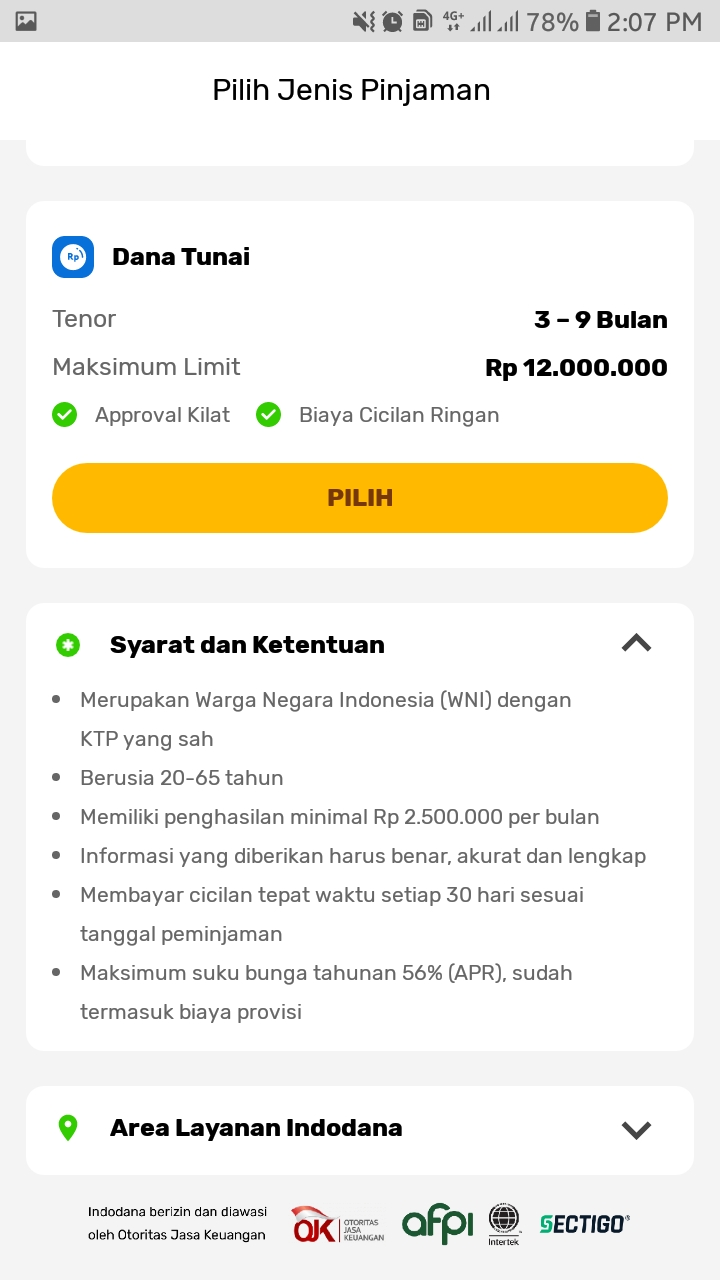 4G+ 78% 2:07 PM
Pilih Jenis Pinjaman
Rp Dana Tunai
Tenor 3 – 9 Bulan
Maksimum Limit Rp 12.000.000
Approval Kilat Biaya Cicilan Ringan
PILIH
Syarat dan Ketentuan
• Merupakan Warga Negara Indonesia (WNI) dengan
KTP yang sah
• Berusia 20-65 tahun
• Memiliki penghasilan minimal Rp 2.500.000 per bulan
• Informasi yang diberikan harus benar, akurat dan lengkap
• Membayar cicilan tepat waktu setiap 30 hari sesuai
tanggal peminjaman
• Maksimum suku bunga tahunan 56% (APR), sudah
termasuk biaya provisi
Area Layanan Indodana
Indodana berizin dan diawasi
oleh Otoritas Jasa Keuangan
OJK OTORITAS
JASA
KEUANGAN
afpi
Intertek
SECTIGO®